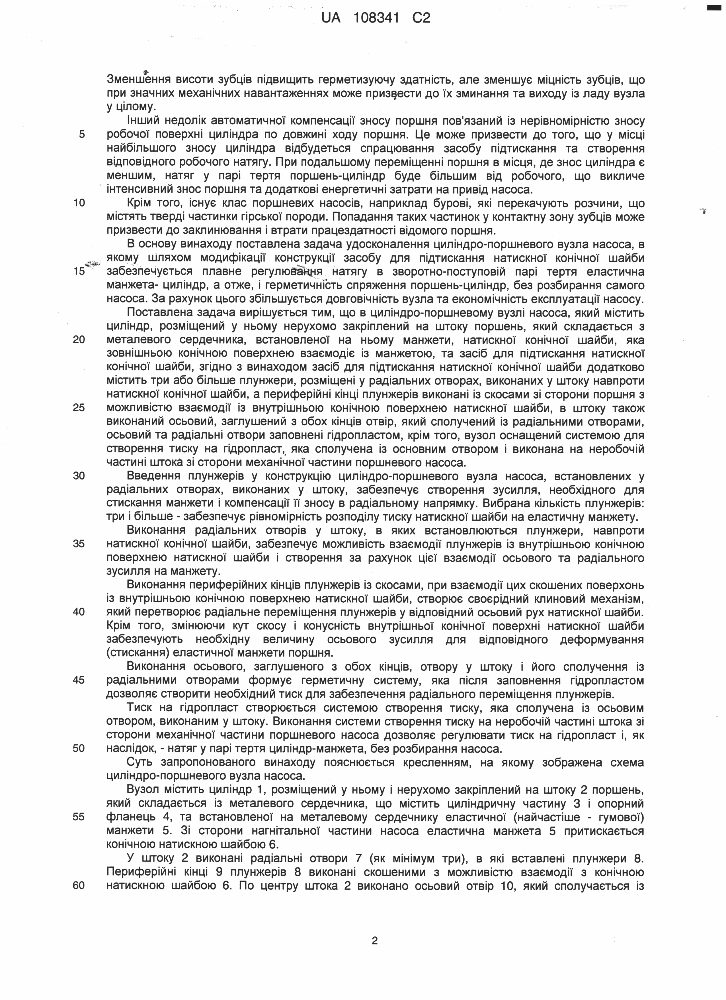 UA 108341 C2
Зменшення висоти зубців підвищить герметизуючу здатність, але зменшує міцність зубців, що
при значних механічних навантаженнях може призвести до їх зминання та виходу із ладу вузла
у цілому.
Інший недолік автоматичної компенсації зносу поршня пов'язаний із нерівномірністю зносу
5 робочої поверхні циліндра по довжині ходу поршня. Це може призвести до того, що у місці
найбільшого зносу циліндра відбудеться спрацювання засобу підтискання та створення
відповідного робочого натягу. При подальшому переміщенні поршня в місця, де знос циліндра є
меншим, натяг у парі тертя поршень-циліндр буде більшим від робочого, що викличе
інтенсивний знос поршня та додаткові енергетичні затрати на привід насоса.
10 Крім того, існує клас поршневих насосів, наприклад бурові, які перекачують розчини, що
містять тверді частинки гірської породи. Попадання таких частинок у контактну зону зубців може
призвести до заклинювання і втрати працездатності відомого поршня.
В основу винаходу поставлена задача удосконалення циліндро-поршневого вузла насоса, в
якому шляхом модифікації конструкції засобу для підтискання натискної конічної шайби
15 забезпечується плавне регулювання натягу в зворотно-поступовій парі тертя еластична
манжета- циліндр, а отже, і герметичність спряження поршень-циліндр, без розбирання самого
насоса. За рахунок цього збільшується довговічність вузла та економічність експлуатації насосу.
Поставлена задача вирішується тим, що в циліндро-поршневому вузлі насоса, який містить
циліндр, розміщений у ньому нерухомо закріплений на штоку поршень, який складається з
20 металевого сердечника, встановленої на ньому манжети, натискної конічної шайби, яка
зовнішньою конічною поверхнею взаємодіє із манжетою, та засіб для підтискання натискної
конічної шайби, згідно з винаходом засіб для підтискання натискної конічної шайби додатково
містить три або більше плунжери, розміщені у радіальних отворах, виконаних у штоку навпроти
натискної конічної шайби, а периферійні кінці плунжерів виконані із скосами зі сторони поршня з
25 можливістю взаємодії із внутрішньою конічною поверхнею натискної шайби, в штоку також
виконаний осьовий, заглушений з обох кінців отвір, який сполучений із радіальними отворами,
осьовий та радіальні отвори заповнені гідропластом, крім того, вузол оснащений системою для
створення тиску на гідропласт, яка сполучена із основним отвором і виконана на неробочій
частині штока зі сторони механічної частини поршневого насоса.
30 Введення плунжерів у конструкцію циліндро-поршневого вузла насоса, встановлених у
радіальних отворах, виконаних у штоку, забезпечує створення зусилля, необхідного для
стискання манжети і компенсації її зносу в радіальному напрямку. Вибрана кількість плунжерів:
три і більше - забезпечує рівномірність розподілу тиску натискної шайби на еластичну манжету.
Виконання радіальних отворів у штоку, в яких встановлюються плунжери, навпроти
35 натискної конічної шайби, забезпечує можливість взаємодії плунжерів із внутрішньою конічною
поверхнею натискної шайби і створення за рахунок цієї взаємодії осьового та радіального
зусилля на манжету.
Виконання периферійних кінців плунжерів із скосами, при взаємодії цих скошених поверхонь
із внутрішньою конічною поверхнею натискної шайби, створює своєрідний клиновий механізм,
40 який перетворює радіальне переміщення плунжерів у відповідний осьовий рух натискної шайби.
Крім того, змінюючи кут скосу і конусність внутрішньої конічної поверхні натискної шайби
забезпечують необхідну величину осьового зусилля для відповідного деформування
(стискання) еластичної манжети поршня.
Виконання осьового, заглушеного з обох кінців, отвору у штоку і його сполучення із
45 радіальними отворами формує герметичну систему, яка після заповнення гідропластом
дозволяє створити необхідний тиск для забезпечення радіального переміщення плунжерів.
Тиск на гідропласт створюється системою створення тиску, яка сполучена із осьовим
отвором, виконаним у штоку. Виконання системи створення тиску на неробочій частині штока зі
сторони механічної частини поршневого насоса дозволяє регулювати тиск на гідропласт і, як
50 наслідок, - натяг у парі тертя циліндр-манжета, без розбирання насоса.
Суть запропонованого винаходу пояснюється кресленням, на якому зображена схема
циліндро-поршневого вузла насоса.
Вузол містить циліндр 1, розміщений у ньому і нерухомо закріплений на штоку 2 поршень,
який складається із металевого сердечника, що містить циліндричну частину 3 і опорний
55 фланець 4, та встановленої на металевому сердечнику еластичної (найчастіше - гумової)
манжети 5. Зі сторони нагнітальної частини насоса еластична манжета 5 притискається
конічною натискною шайбою 6.
У штоку 2 виконані радіальні отвори 7 (як мінімум три), в які вставлені плунжери 8.
Периферійні кінці 9 плунжерів 8 виконані скошеними з можливістю взаємодії з конічною
60 натискною шайбою 6. По центру штока 2 виконано осьовий отвір 10, який сполучається із
2